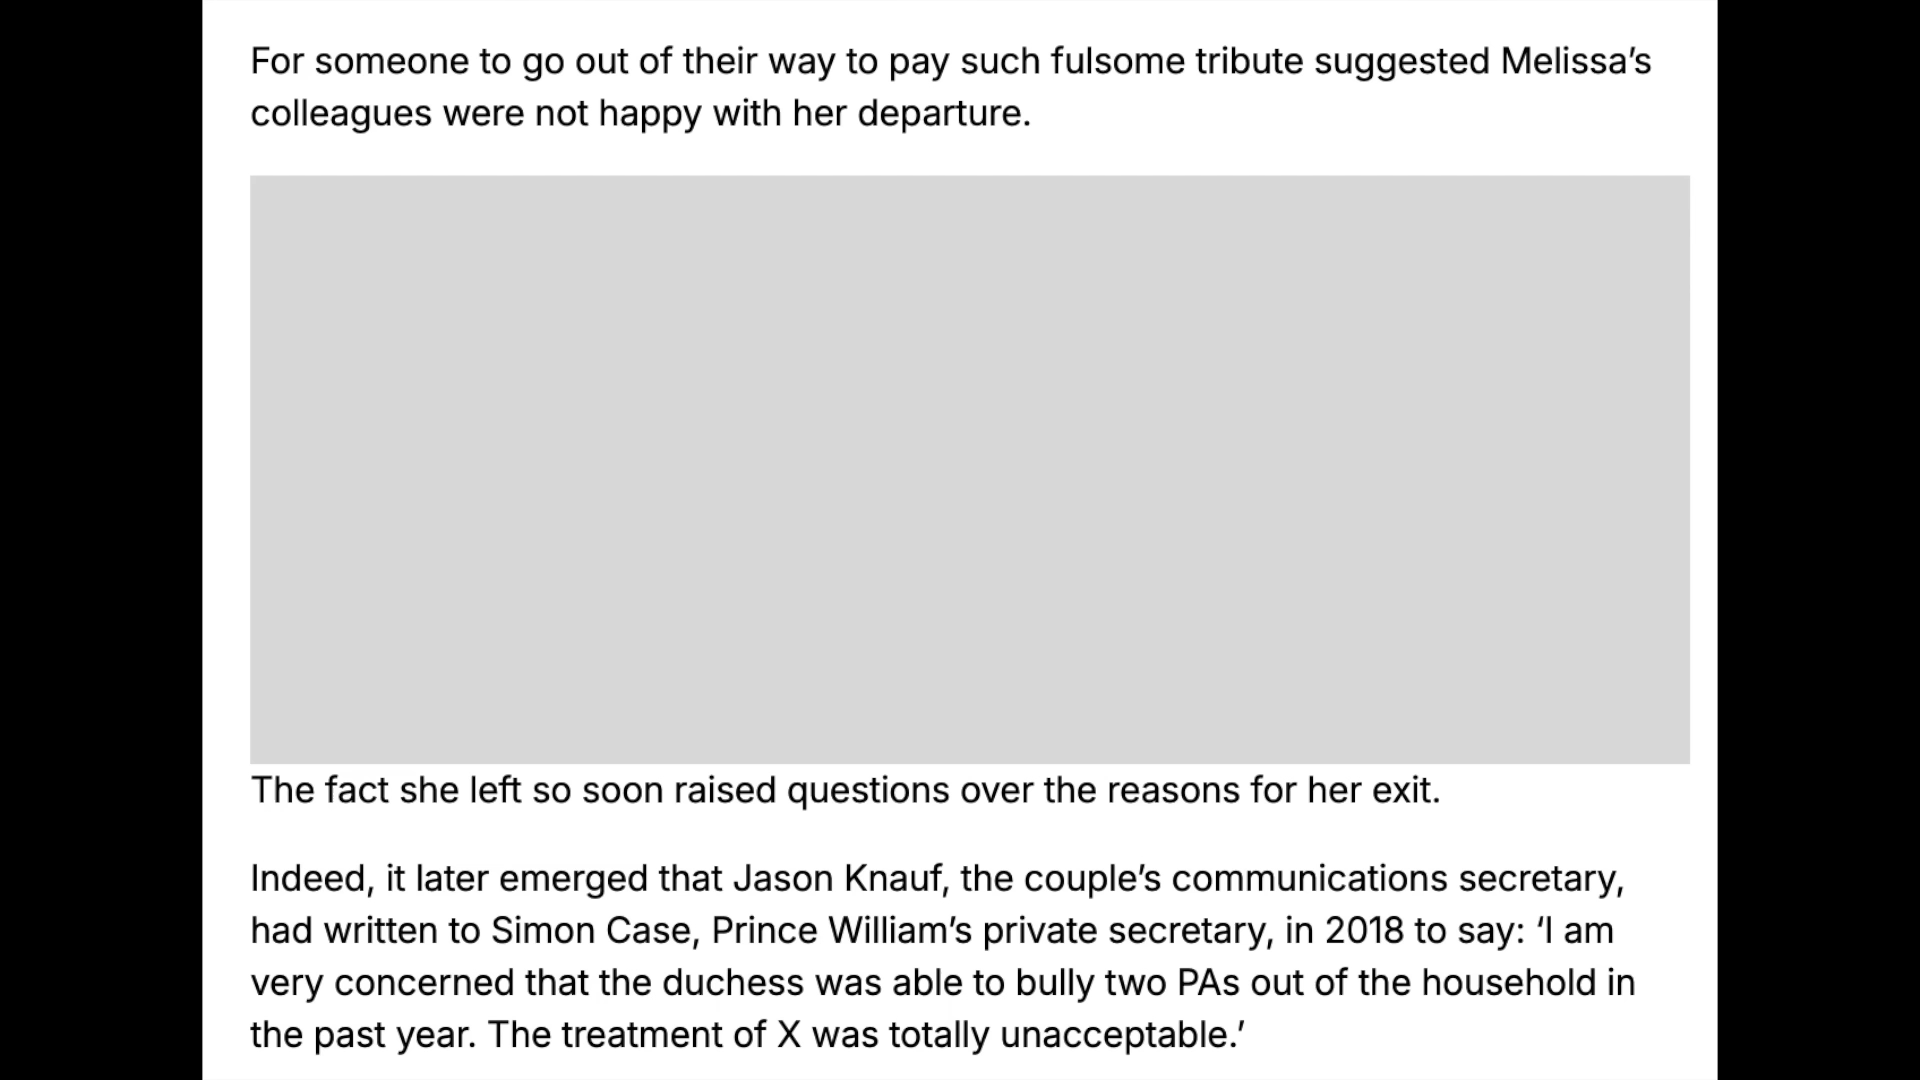 For someone to go out of their way to pay such fulsome tribute suggested Melissa’s
colleagues were not happy with her departure.
The fact she left so soon raised questions over the reasons for her exit.
Indeed, it later emerged that Jason Knauf, the couple’s communications secretary,
had written to Simon Case, Prince William’s private secretary, in 2018 to say: ‘I am
very concerned that the duchess was able to bully two PAs out of the household in
the past year. The treatment of X was totally unacceptable.’